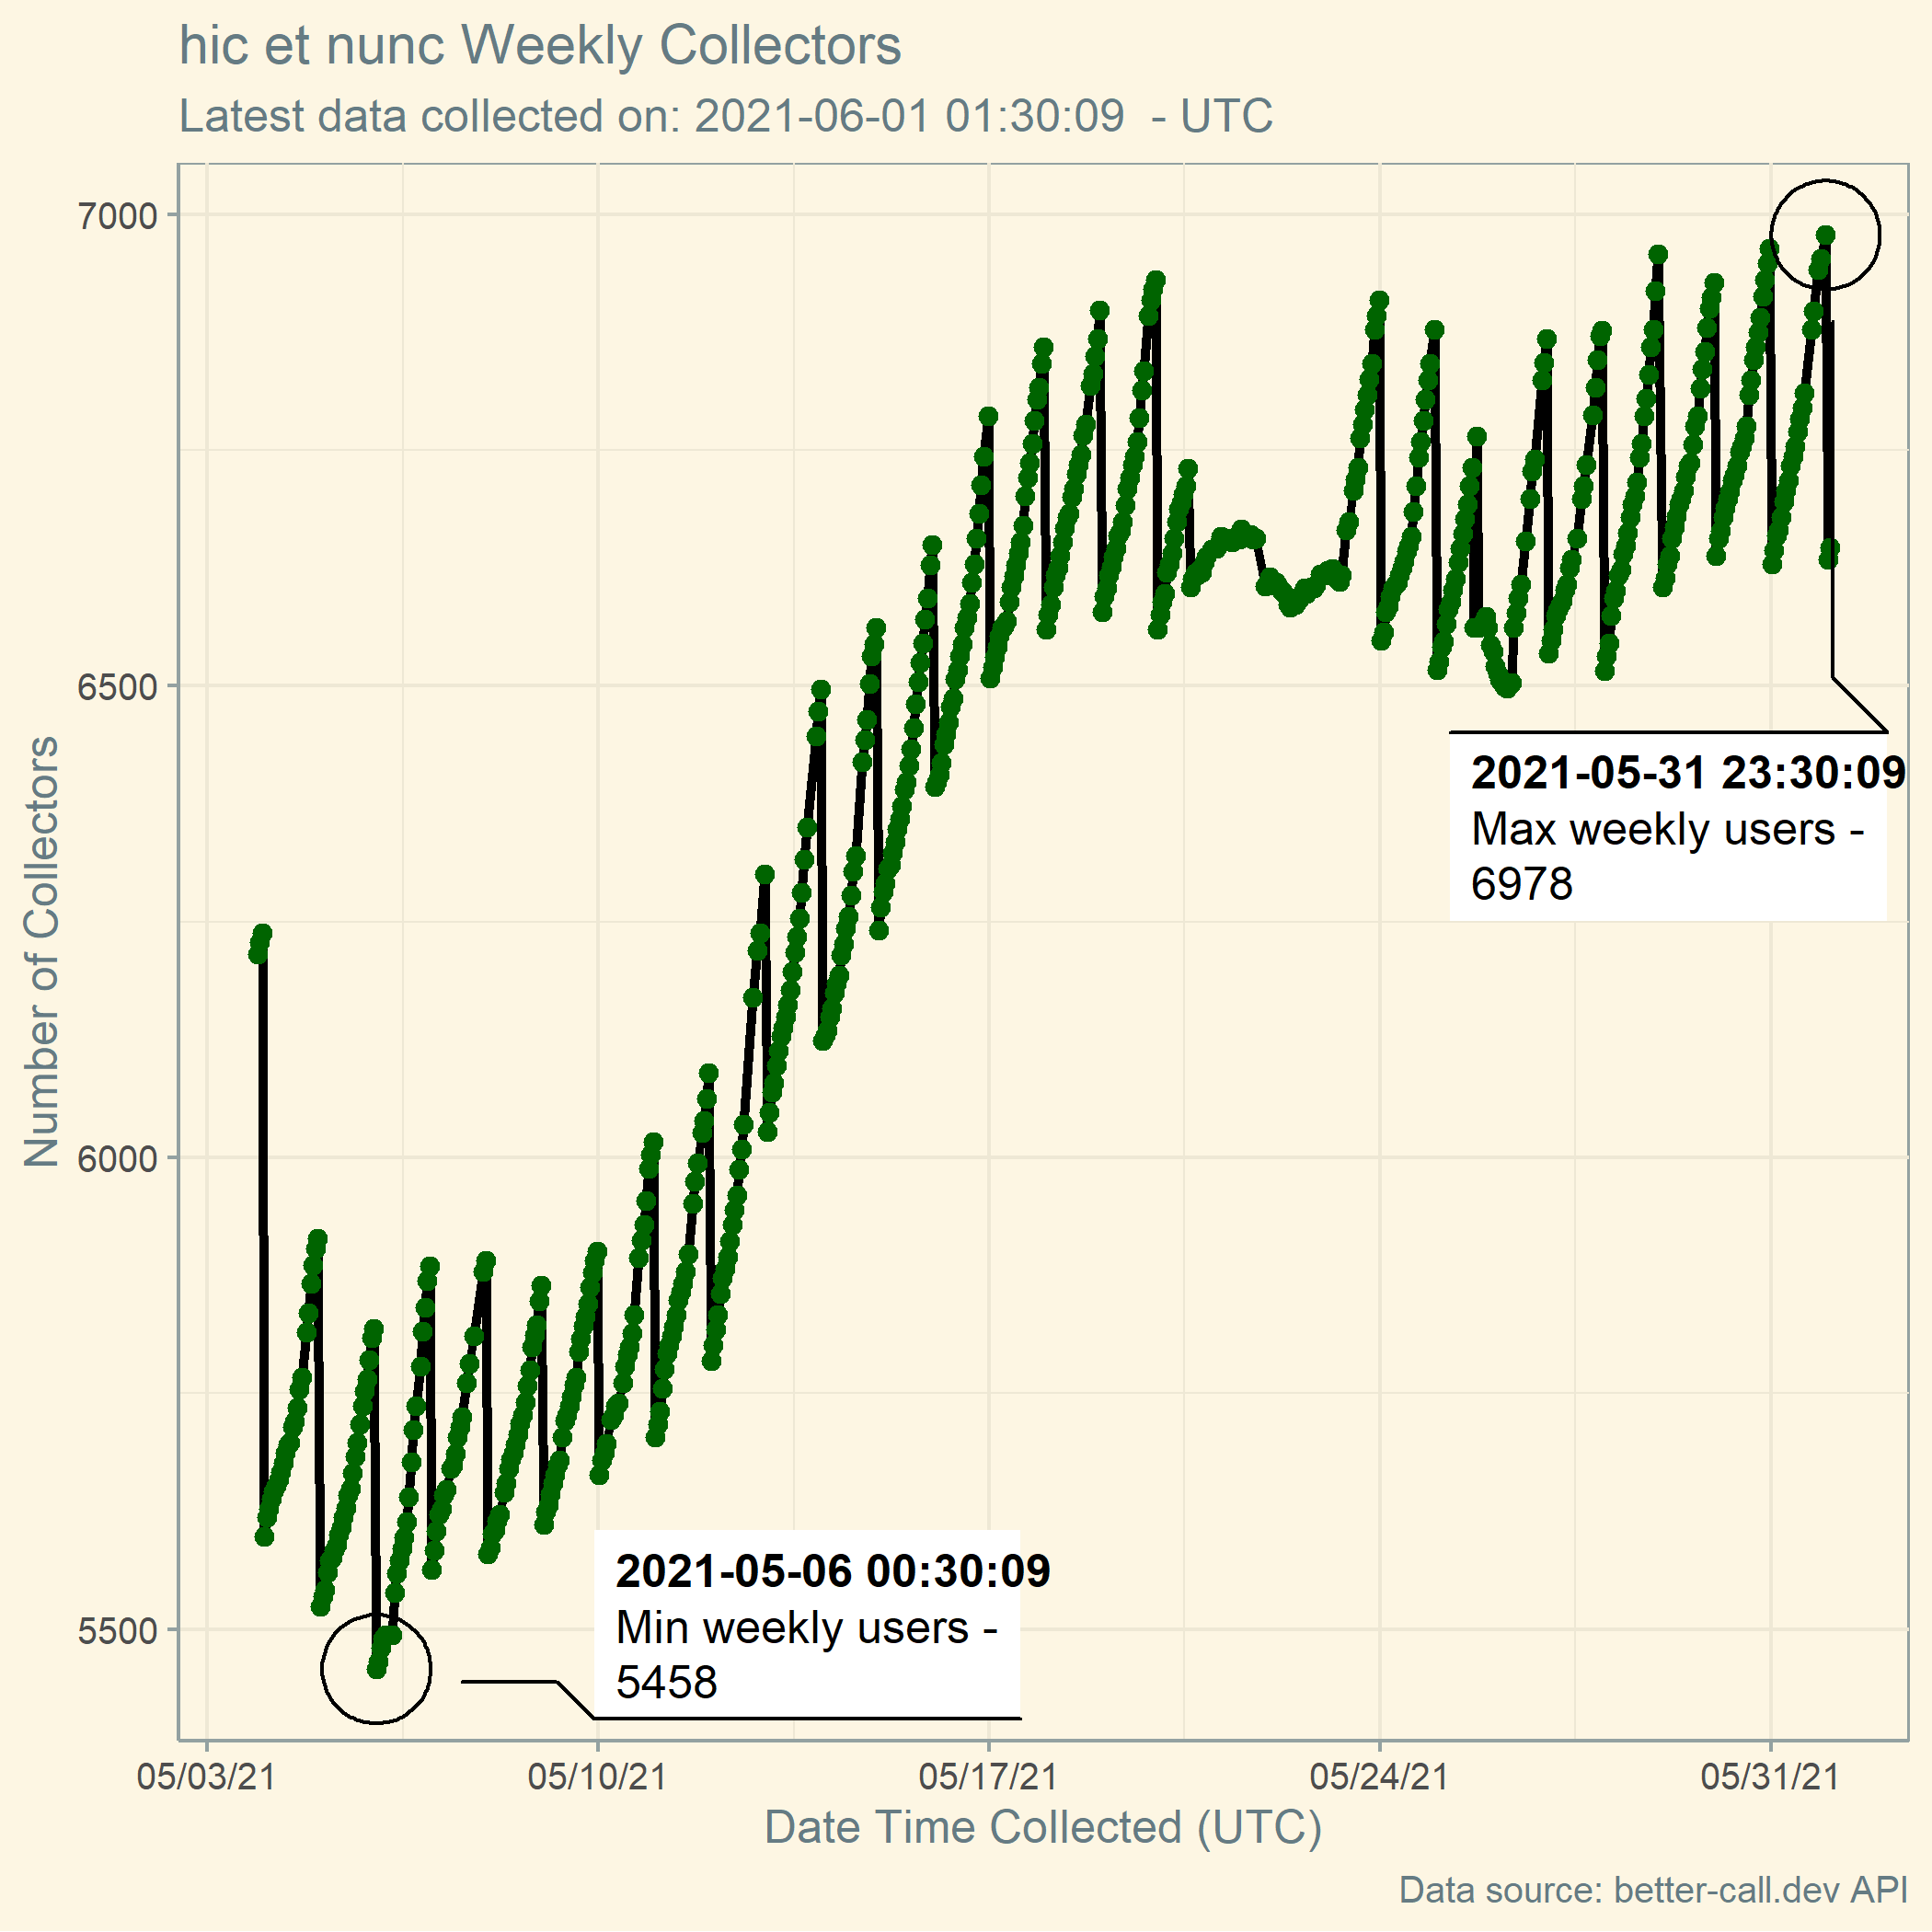 hic et nunc Weekly Collectors
Latest data collected on: 2021-06-01 01:30:09  - UTC
Number of Collectors
7000
6500
6000
5500
2021-05-31 23:30:09
Max weekly users -
6978
2021-05-06 00:30:09
Min weekly users -
5458
05/03/21 05/10/21 05/17/21 05/24/21 05/31/21
Date Time Collected (UTC)
Data source: better-call.dev API